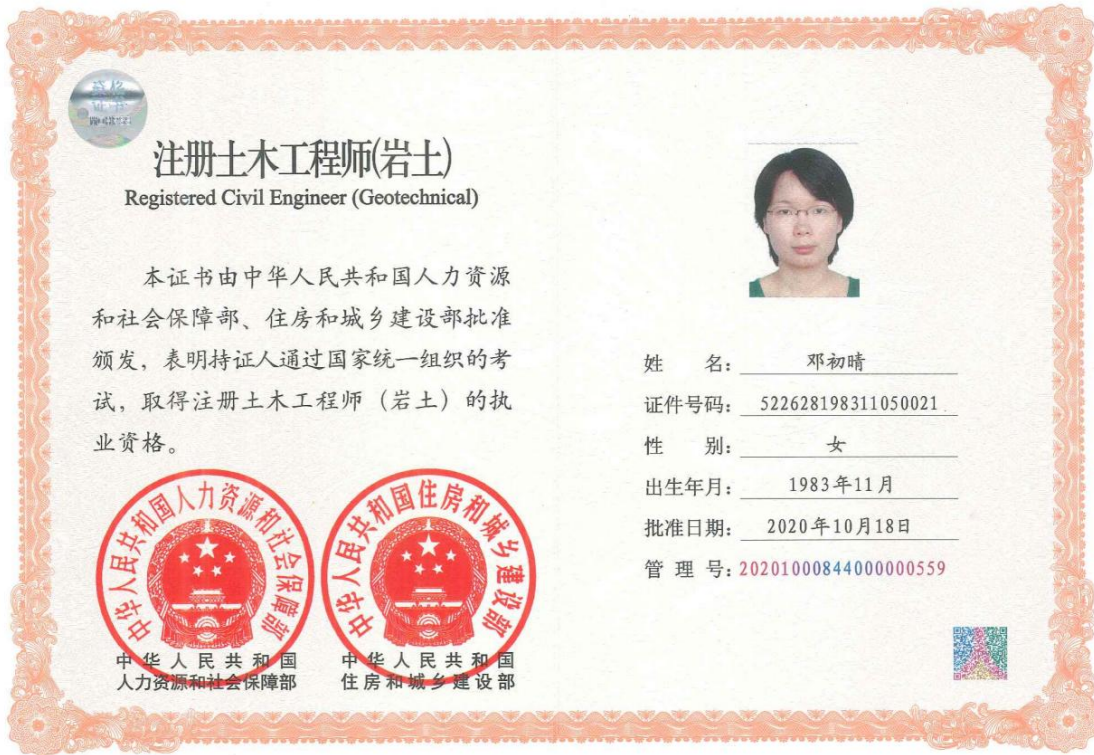 资格
证书
注册土木工程师(岩土)
Registered Civil Engineer (Geotechnical)
本证书由中华人民共和国人力资源
和社会保障部、住房和城乡建设部批准
颁发，表明持证人通过国家统一组织的考
试，取得注册土木工程师（岩土）的执
业资格。
中华人民共和国人力资源和社会保障部
中华人民共和国住房和城乡建设部
中华人民共和国
人力资源和社会保障部
中华人民共和国
住房和城乡建设部
姓 名：邓初晴
证件号码：522628198311050021
性 别：女
出生年月：1983年11月
批准日期：2020年10月18日
管 理 号：20201000844000000559